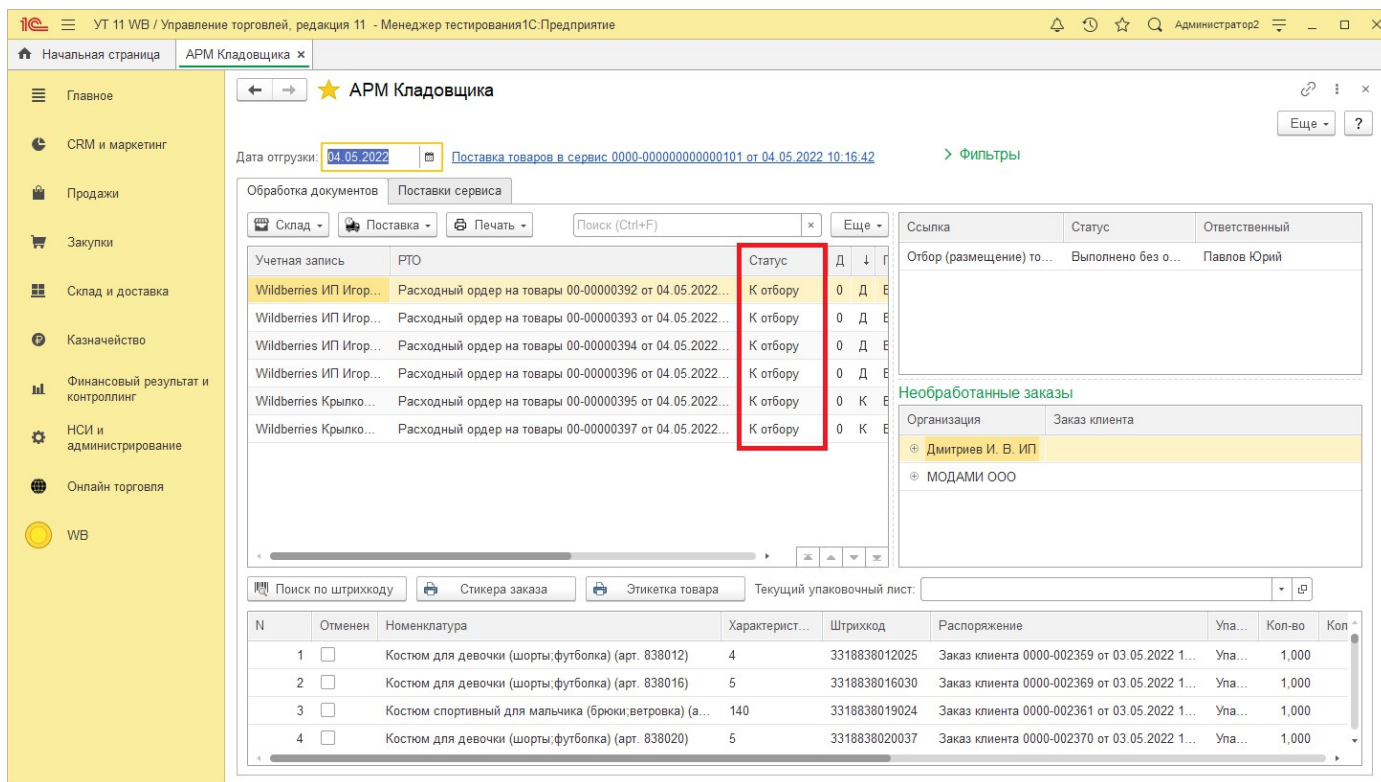 1С УТ 11 WB / Управление торговлей, редакция 11 - Менеджер тестирования1С:Предприятие Администратор2
Начальная страница АРМ Кладовщика ×
Главное
CRM и маркетинг
Продажи
Закупки
Склад и доставка
Казначейство
Финансовый результат и
контроллинг
НСИ и
администрирование
Онлайн торговля
WB
АРМ Кладовщика
Еще ?
Дата отгрузки: 04.05.2022 Поставка товаров в сервис 0000-000000000000101 от 04.05.2022 10:16:42 > Фильтры
Обработка документов Поставки сервиса
Склад Поставка Печать Поиск (Ctrl+F) × Еще
Учетная запись РТО Статус Д ↓
Wildberries ИП Игор... Расходный ордер на товары 00-00000392 от 04.05.2022... К отбору 0 Д
Wildberries ИП Игор... Расходный ордер на товары 00-00000393 от 04.05.2022... К отбору 0 Д
Wildberries ИП Игор... Расходный ордер на товары 00-00000394 от 04.05.2022... К отбору 0 Д
Wildberries ИП Игор... Расходный ордер на товары 00-00000396 от 04.05.2022... К отбору 0 Д
Wildberries Крылко... Расходный ордер на товары 00-00000395 от 04.05.2022... К отбору 0 К
Wildberries Крылко... Расходный ордер на товары 00-00000397 от 04.05.2022... К отбору 0 К
Ссылка Статус Ответственный
Отбор (размещение) то... Выполнено без о... Павлов Юрий
Необработанные заказы
Организация Заказ клиента
Дмитриев И. В. ИП
МОДАМИ ООО
Поиск по штрихкоду Стикера заказа Этикетка товара Текущий упаковочный лист:
N Отменен Номенклатура Характерист... Штрихкод Распоряжение Упа... Кол-во Кол
1 Костюм для девочки (шорты;футболка) (арт. 838012) 4 3318838012025 Заказ клиента 0000-002359 от 03.05.2022 1... Упа... 1,000
2 Костюм для девочки (шорты;футболка) (арт. 838016) 5 3318838016030 Заказ клиента 0000-002369 от 03.05.2022 1... Упа... 1,000
3 Костюм спортивный для мальчика (брюки;ветровка) (а... 140 3318838019024 Заказ клиента 0000-002361 от 03.05.2022 1... Упа... 1,000
4 Костюм для девочки (шорты;футболка) (арт. 838020) 5 3318838020037 Заказ клиента 0000-002370 от 03.05.2022 1... Упа... 1,000